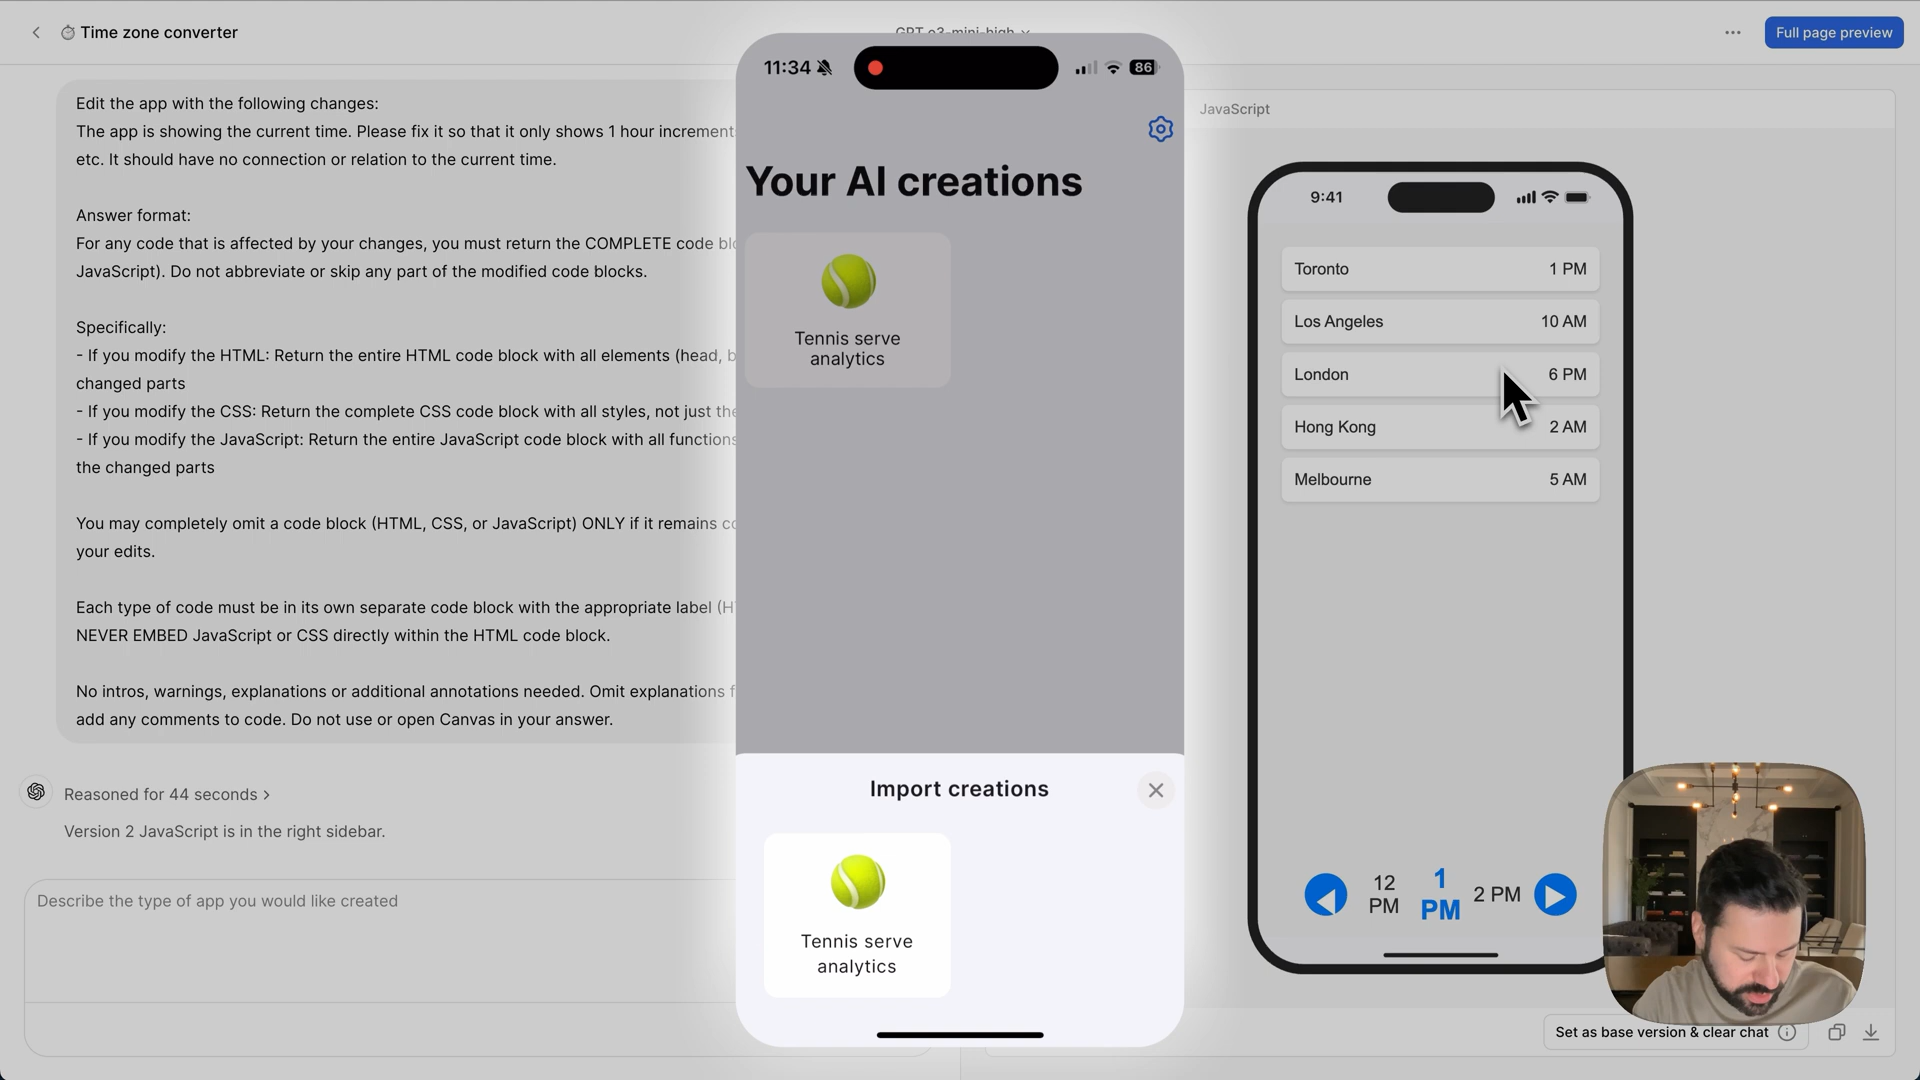 Time zone converter
GPT o3-mini-high
Full page preview
Edit the app with the following changes:
The app is showing the current time. Please fix it so that it only shows 1 hour increment
etc. It should have no connection or relation to the current time.
Answer format:
For any code that is affected by your changes, you must return the COMPLETE code blo
JavaScript). Do not abbreviate or skip any part of the modified code blocks.
Specifically:
- If you modify the HTML: Return the entire HTML code block with all elements (head, b
changed parts
- If you modify the CSS: Return the complete CSS code block with all styles, not just the
- If you modify the JavaScript: Return the entire JavaScript code block with all functions
the changed parts
You may completely omit a code block (HTML, CSS, or JavaScript) ONLY if it remains co
your edits.
Each type of code must be in its own separate code block with the appropriate label (HT
NEVER EMBED JavaScript or CSS directly within the HTML code block.
No intros, warnings, explanations or additional annotations needed. Omit explanations f
add any comments to code. Do not use or open Canvas in your answer.
Reasoned for 44 seconds >
Version 2 JavaScript is in the right sidebar.
Describe the type of app you would like created
11:34
86
Your AI creations
Tennis serve
analytics
Import creations
Tennis serve
analytics
JavaScript
9:41
Toronto 1 PM
Los Angeles 10 AM
London 6 PM
Hong Kong 2 AM
Melbourne 5 AM
12 PM
1 PM
2 PM
Set as base version & clear chat